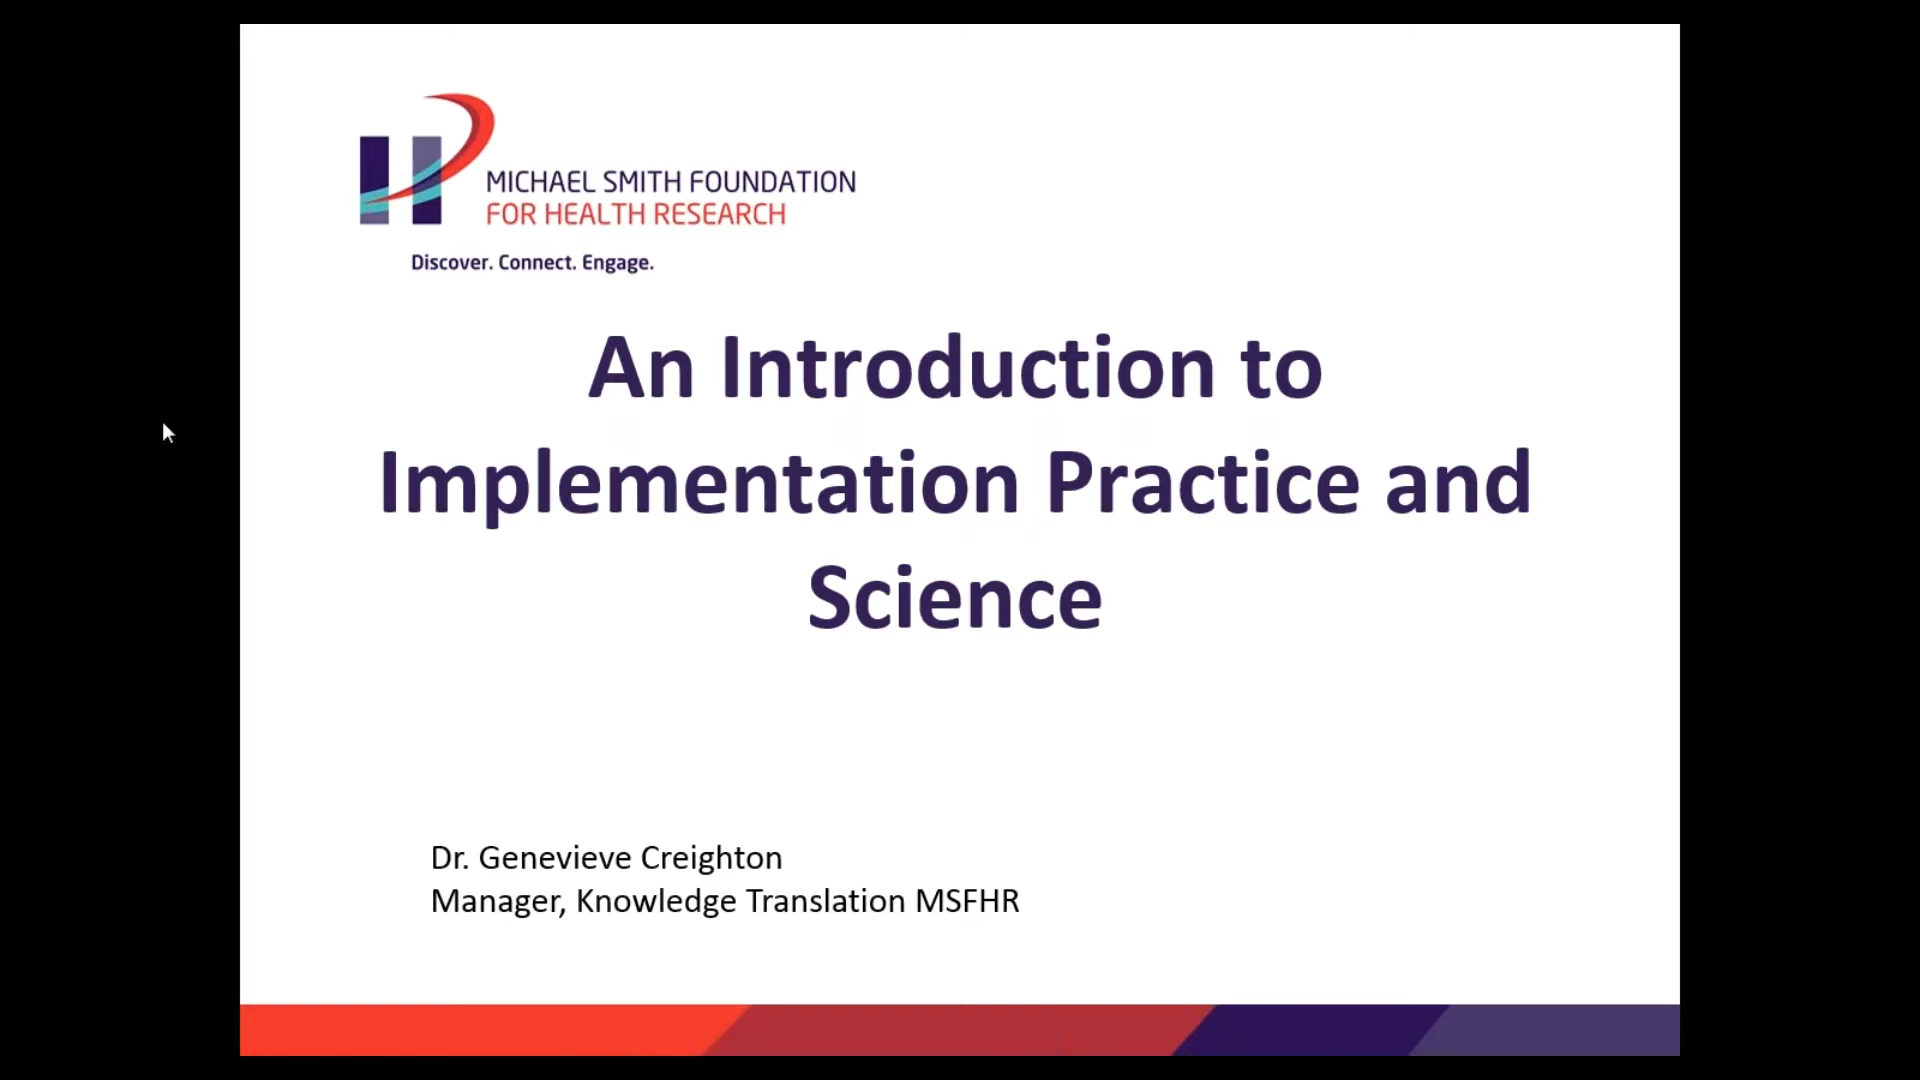 MICHAEL SMITH FOUNDATION
FOR HEALTH RESEARCH
Discover. Connect. Engage.
An Introduction to
Implementation Practice and
Science
Dr. Genevieve Creighton
Manager, Knowledge Translation MSFHR